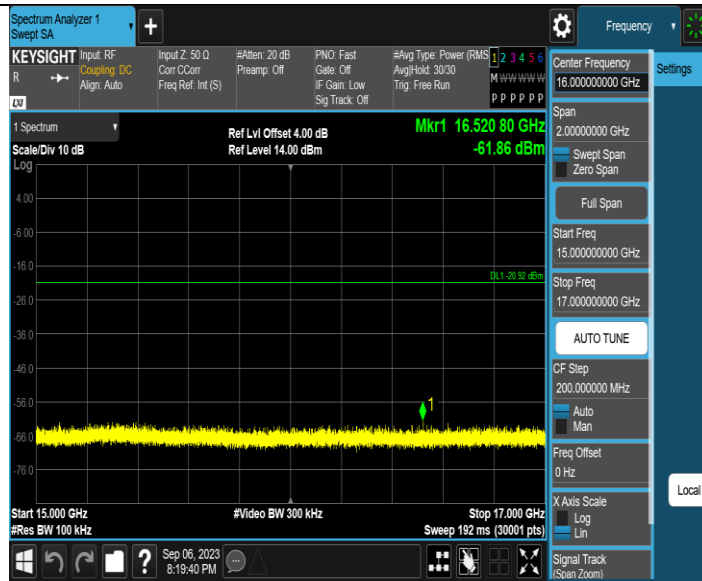 Spectrum Analyzer 1
Swept SA
+
Frequency
KEYSIGHT
R
LXI
Input: RF
Coupling: DC
Align: Auto
Input Z: 50 Ω
Corr CCorr
Freq Ref: Int (S)
#Atten: 20 dB
Preamp: Off
PNO: Fast
Gate: Off
IF Gain: Low
Sig Track: Off
#Avg Type: Power (RMS
Avg|Hold: 30/30
Trig: Free Run
1 2 3 4 5 6
M W W W W W
P P P P P P
1 Spectrum
Scale/Div 10 dB
Log
Ref Lvl Offset 4.00 dB
Ref Level 14.00 dBm
Mkr1 16.520 80 GHz
-61.86 dBm
4.00
-6.00
-16.0
DL1 -20.92 dBm
-26.0
-36.0
-46.0
-56.0
1
-66.0
-76.0
Start 15.000 GHz
#Video BW 300 kHz
Stop 17.000 GHz
#Res BW 100 kHz
Sweep 192 ms (30001 pts)
?
Sep 06, 2023
8:19:40 PM
Center Frequency
16.000000000 GHz
Span
2.00000000 GHz
Swept Span
Zero Span
Full Span
Start Freq
15.000000000 GHz
Stop Freq
17.000000000 GHz
AUTO TUNE
CF Step
200.000000 MHz
Auto
Man
Freq Offset
0 Hz
X Axis Scale
Log
Lin
Signal Track
(Span Zoom)
Settings
Local